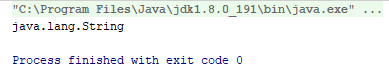 "C:\Program Files\Java\jdk1.8.0_191\bin\java.exe" ...
java.lang.String
Process finished with exit code 0